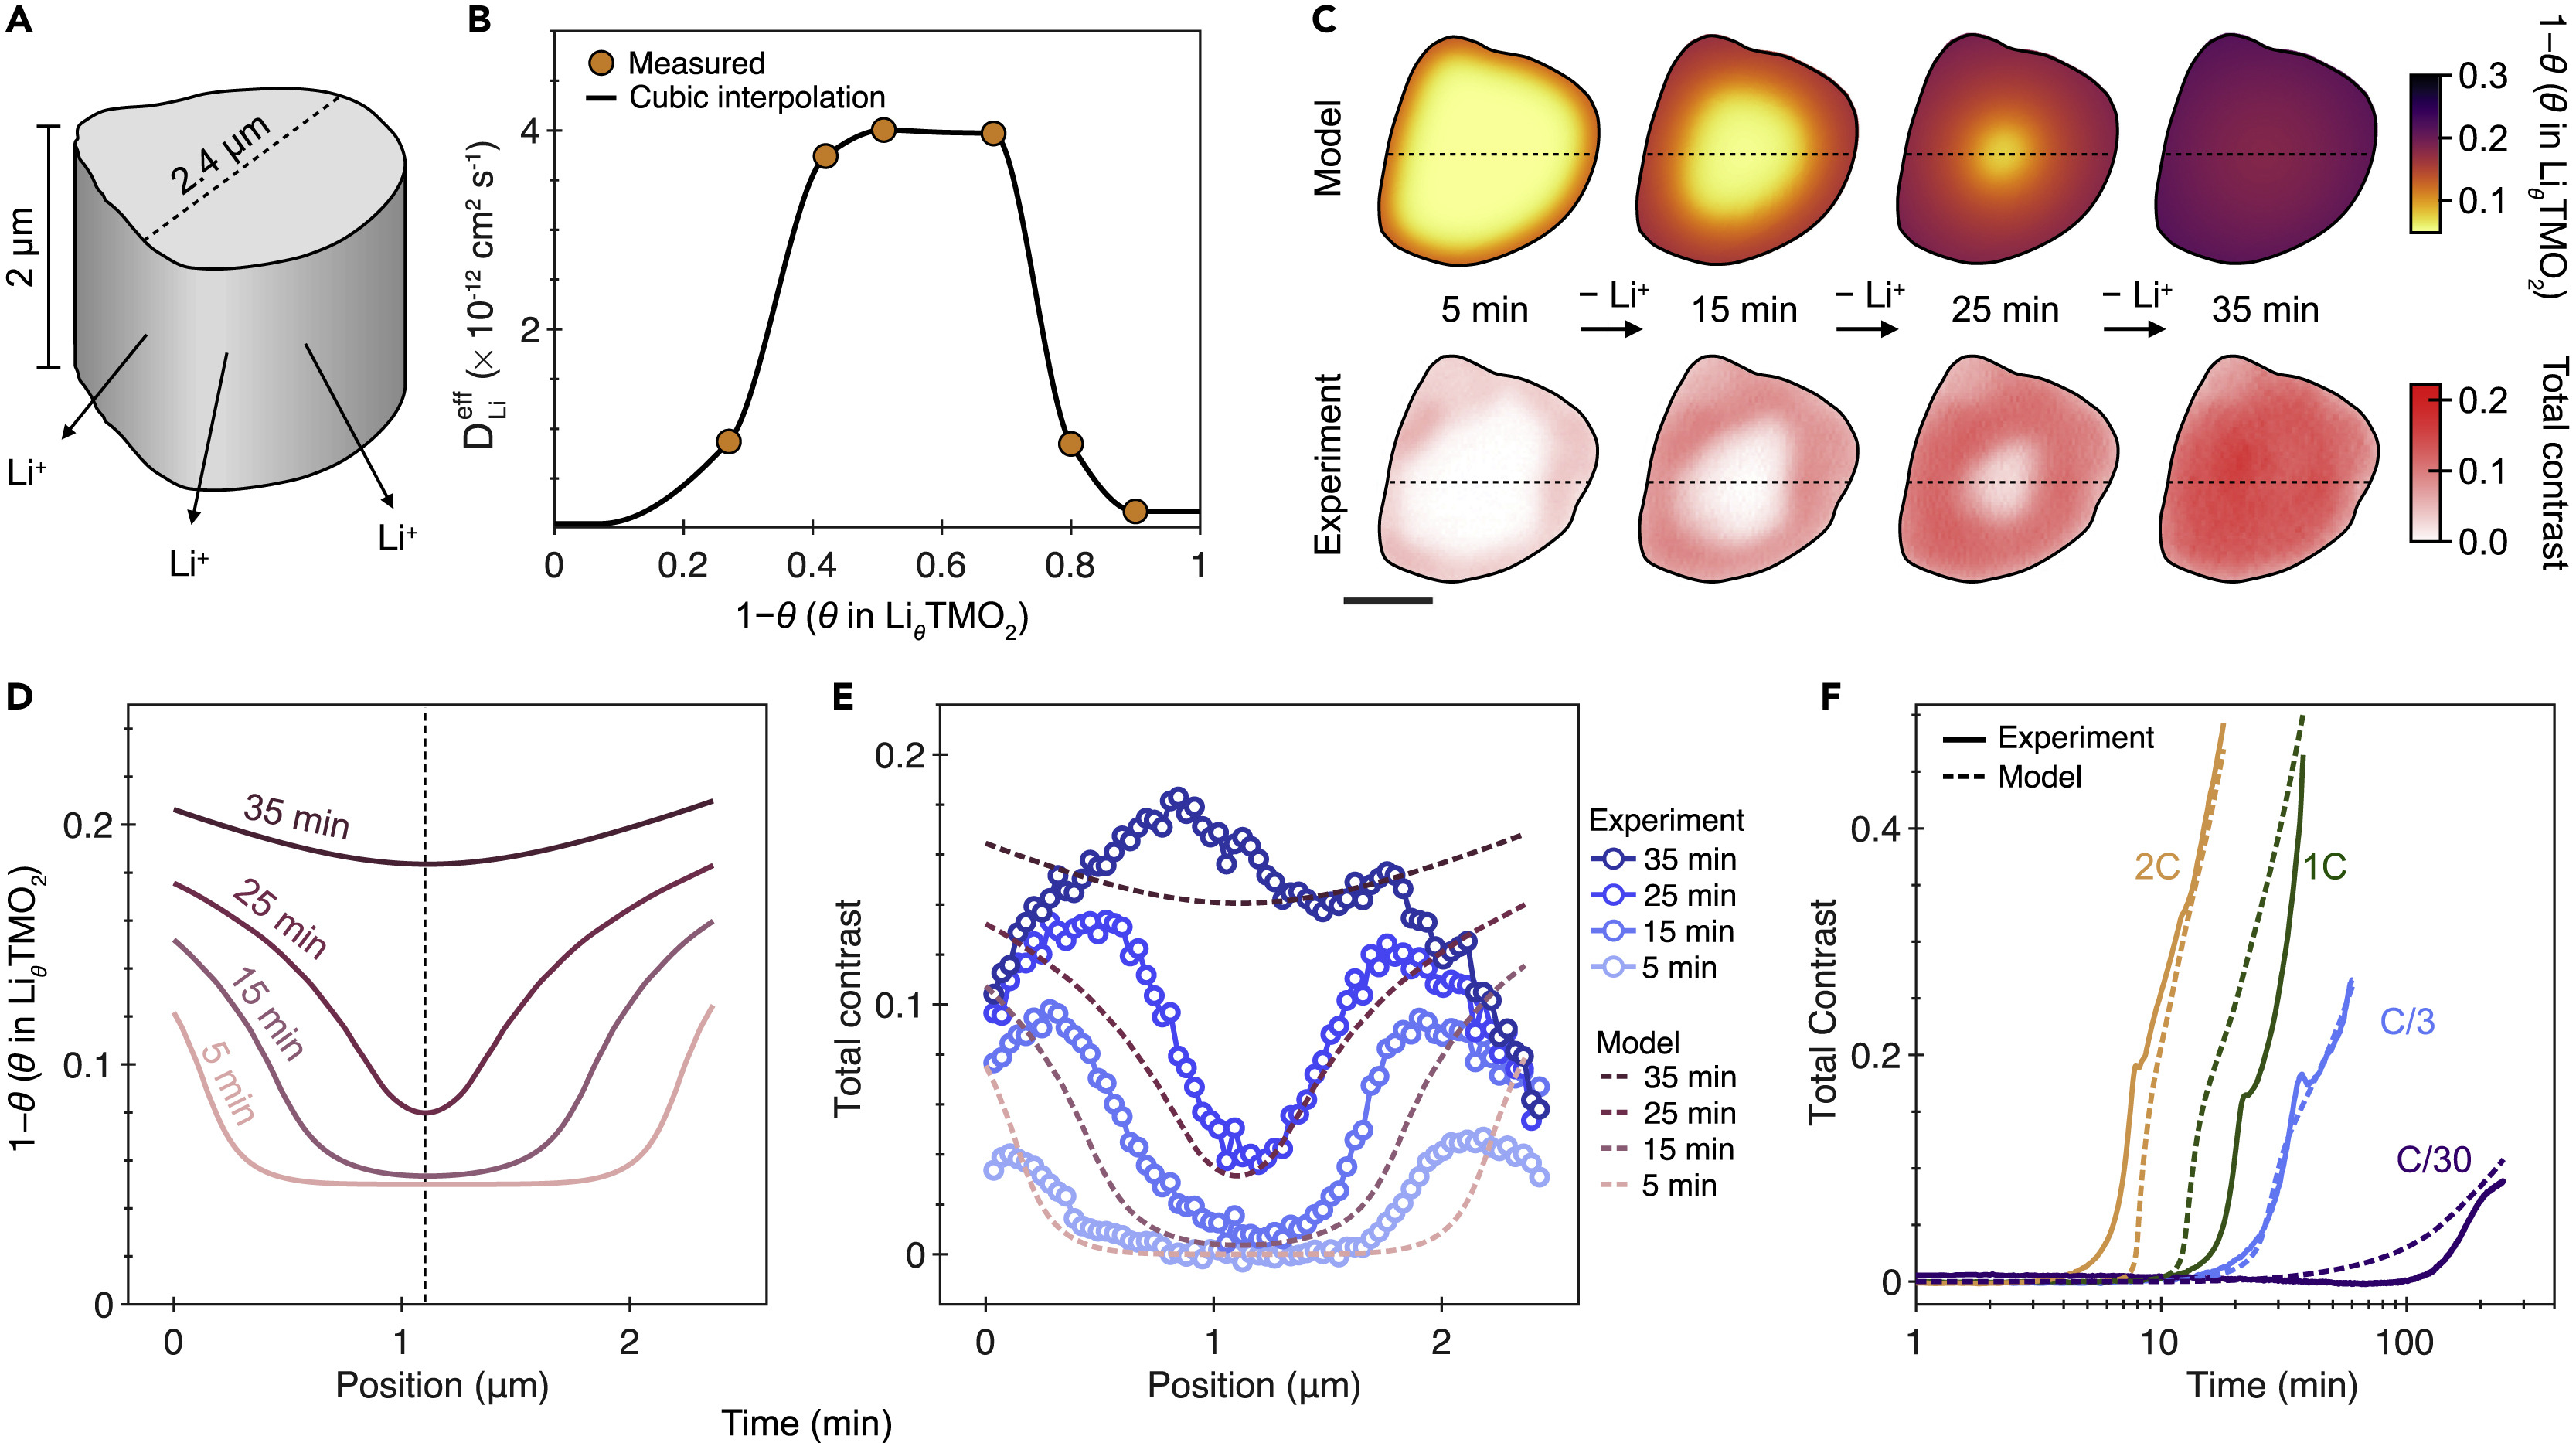 A
2.4 μm
2 μm
Li⁺
Li⁺
Li⁺
B
Measured
Cubic interpolation
4
2
D_Li^eff (× 10⁻¹² cm² s⁻¹)
0
0.2
0.4
0.6
0.8
1
1−θ (θ in Li_θTMO₂)
C
Model
5 min
− Li⁺
15 min
− Li⁺
25 min
− Li⁺
35 min
Experiment
0.3
0.2
0.1
1−θ (θ in Li_θTMO₂)
0.2
0.1
0.0
Total contrast
D
35 min
25 min
15 min
5 min
0.2
0.1
0
1−θ (θ in Li_θTMO₂)
0
1
2
Position (μm)
Time (min)
E
0.2
0.1
0
Total contrast
0
1
2
Position (μm)
Experiment
35 min
25 min
15 min
5 min
Model
35 min
25 min
15 min
5 min
F
Experiment
Model
2C
1C
C/3
C/30
0.4
0.2
0
Total Contrast
1
10
100
Time (min)